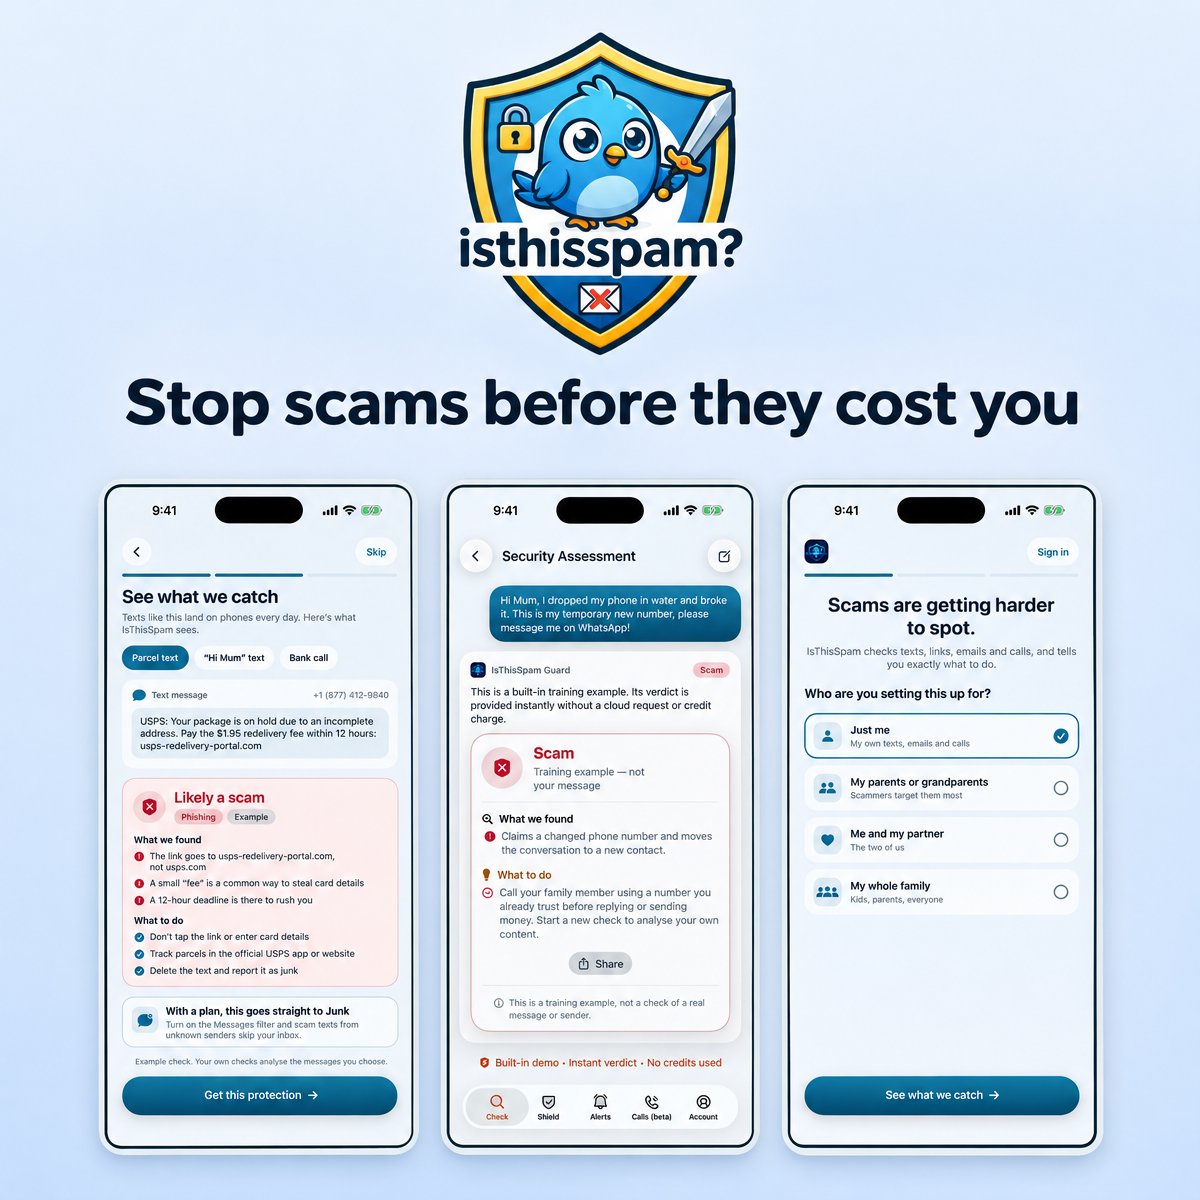 isthisspam?
Stop scams before they cost you
9:41
Skip
See what we catch
Texts like this land on phones every day. Here's what
IsThisSpam sees.
Parcel text
“Hi Mum” text
Bank call
Text message
+1 (877) 412-9840
USPS: Your package is on hold due to an incomplete
address. Pay the $1.95 redelivery fee within 12 hours:
usps-redelivery-portal.com
Likely a scam
Phishing
Example
What we found
The link goes to usps-redelivery-portal.com,
not usps.com
A small “fee” is a common way to steal card details
A 12-hour deadline is there to rush you
What to do
Don't tap the link or enter card details
Track parcels in the official USPS app or website
Delete the text and report it as junk
With a plan, this goes straight to Junk
Turn on the Messages filter and scam texts from
unknown senders skip your inbox.
Example check. Your own checks analyse the messages you choose.
Get this protection →
9:41
Security Assessment
Hi Mum, I dropped my phone in water and broke
it. This is my temporary new number, please
message me on WhatsApp!
IsThisSpam Guard
Scam
This is a built-in training example. Its verdict is
provided instantly without a cloud request or credit
charge.
Scam
Training example — not
your message
What we found
Claims a changed phone number and moves
the conversation to a new contact.
What to do
Call your family member using a number you
already trust before replying or sending
money. Start a new check to analyse your own
content.
Share
This is a training example, not a check of a real
message or sender.
Built-in demo • Instant verdict • No credits used
Check
Shield
Alerts
Calls (beta)
Account
9:41
Sign in
Scams are getting harder
to spot.
IsThisSpam checks texts, links, emails and calls, and tells
you exactly what to do.
Who are you setting this up for?
Just me
My own texts, emails and calls
My parents or grandparents
Scammers target them most
Me and my partner
The two of us
My whole family
Kids, parents, everyone
See what we catch →